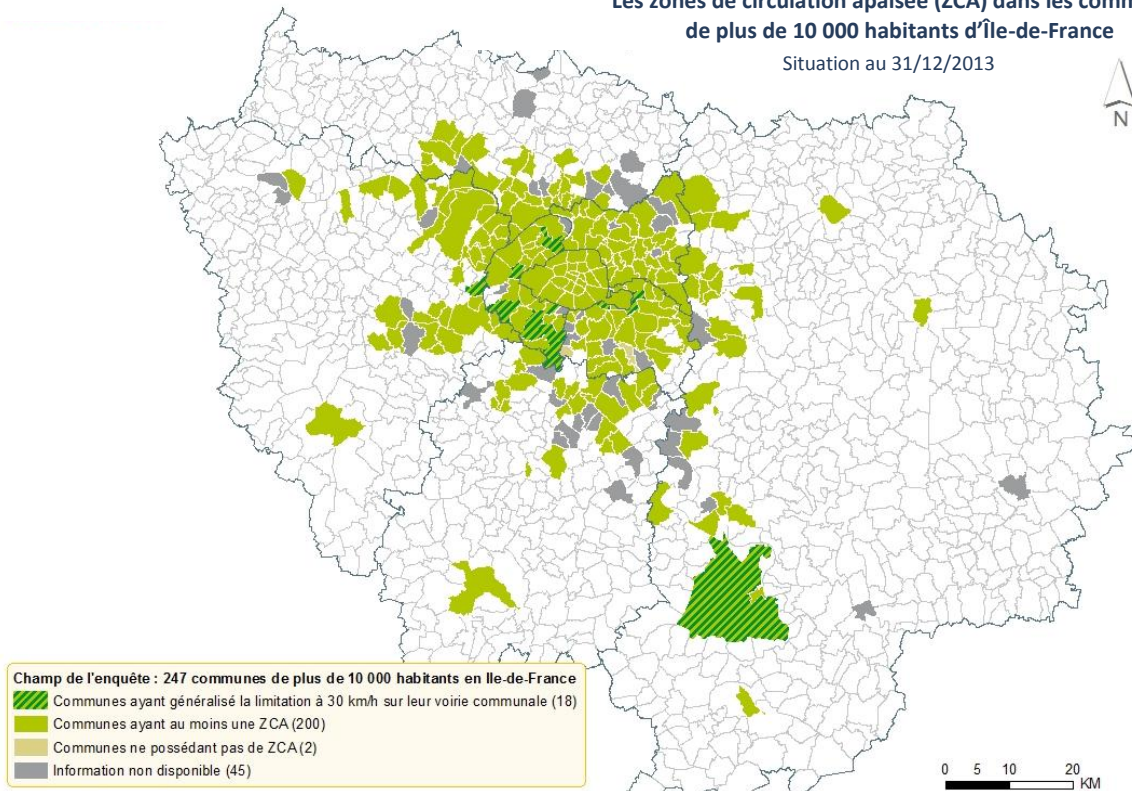 Les zones de circulation apaisée (ZCA) dans les
de plus de 10 000 habitants d'Île-de-France
Situation au 31/12/2013
N
Champ de l'enquête : 247 communes de plus de 10 000 habitants en Ile-de-France
Communes ayant généralisé la limitation à 30 km/h sur leur voirie communale (18)
Communes ayant au moins une ZCA (200)
Communes ne possédant pas de ZCA (2)
Information non disponible (45)
0 5 10 20
KM